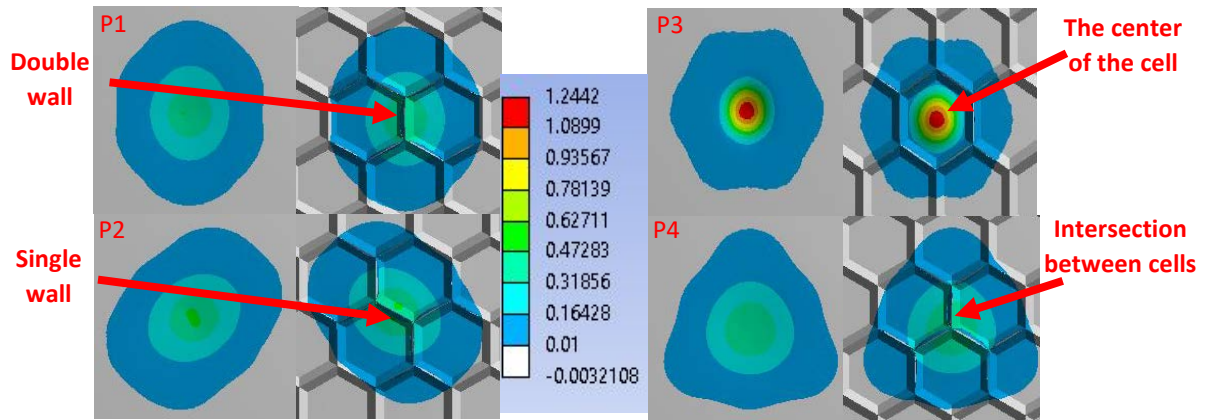 P1
Double
wall
P2
Single
wall
1.2442
1.0899
0.93567
0.78139
0.62711
0.47283
0.31856
0.16428
0.01
-0.0032108
P3
The center
of the cell
P4
Intersection
between cells